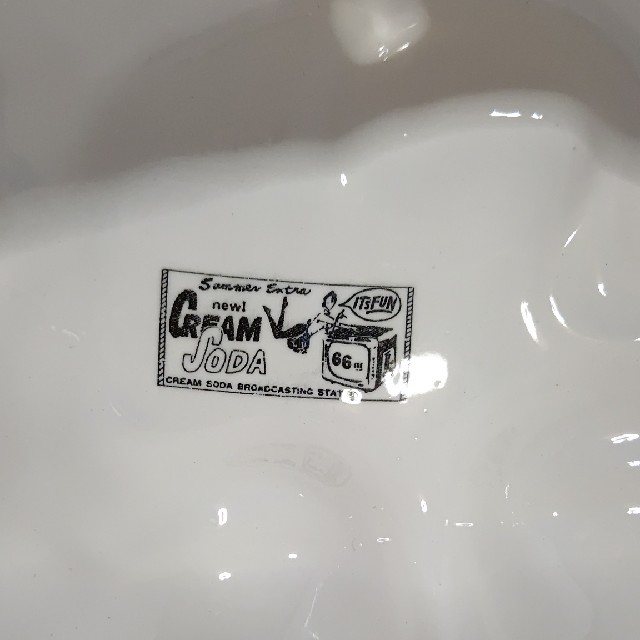 Summer Extra
new!
IT'S FUN
CREAM
SODA
66
CREAM SODA BROADCASTING